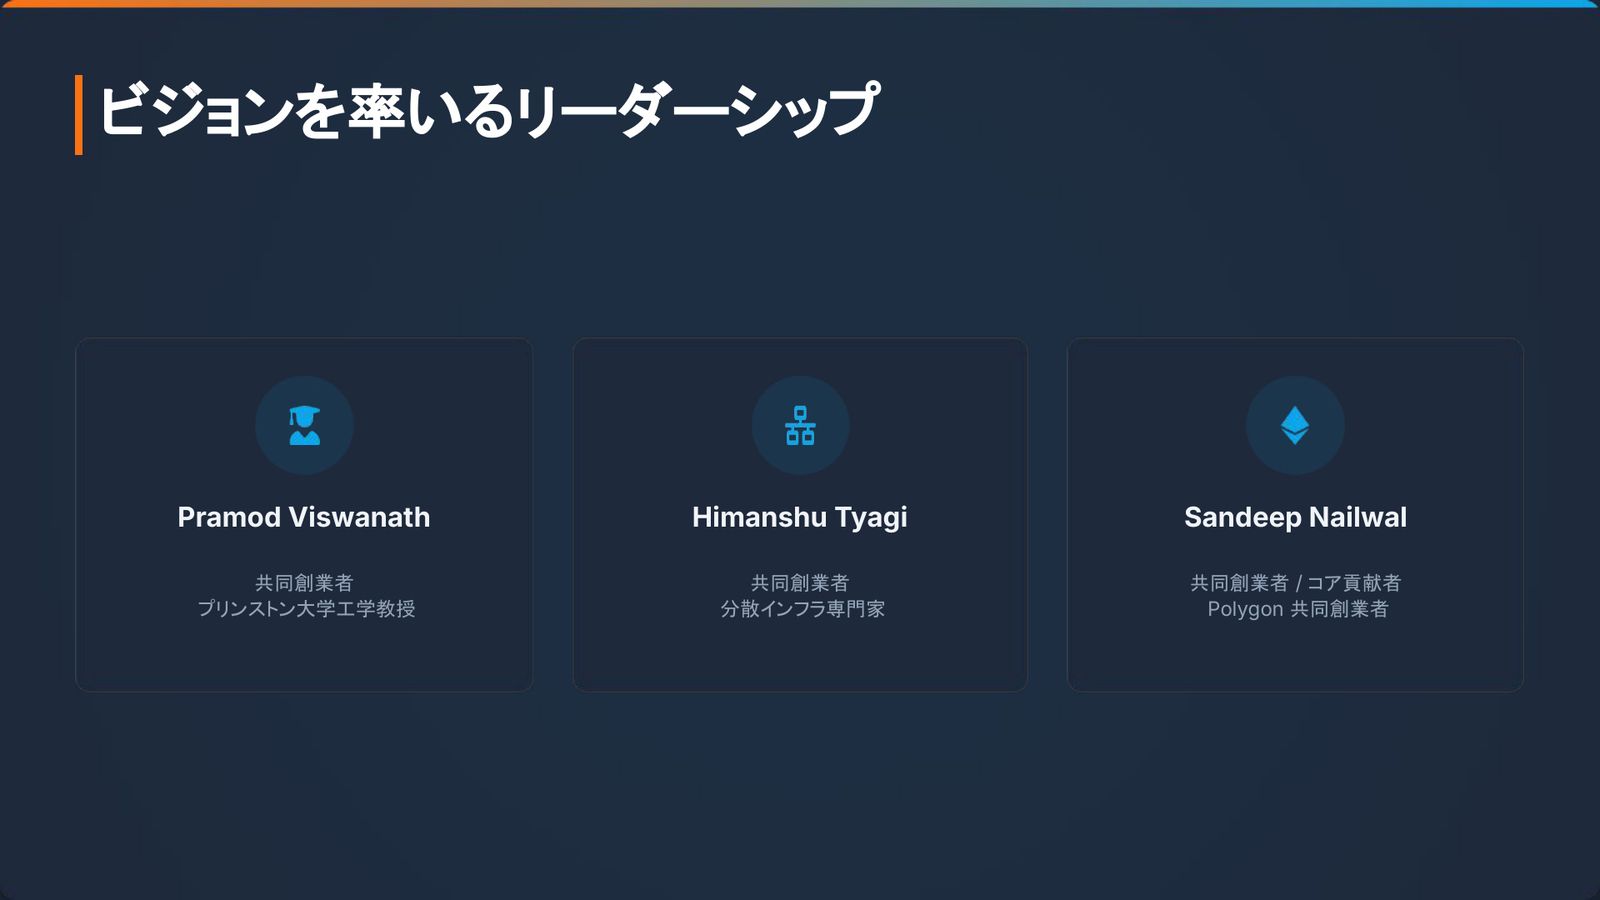 ビジョンを率いるリーダーシップ
Pramod Viswanath
共同創業者
プリンストン大学工学教授
Himanshu Tyagi
共同創業者
分散インフラ専門家
Sandeep Nailwal
共同創業者 / コア貢献者
Polygon 共同創業者